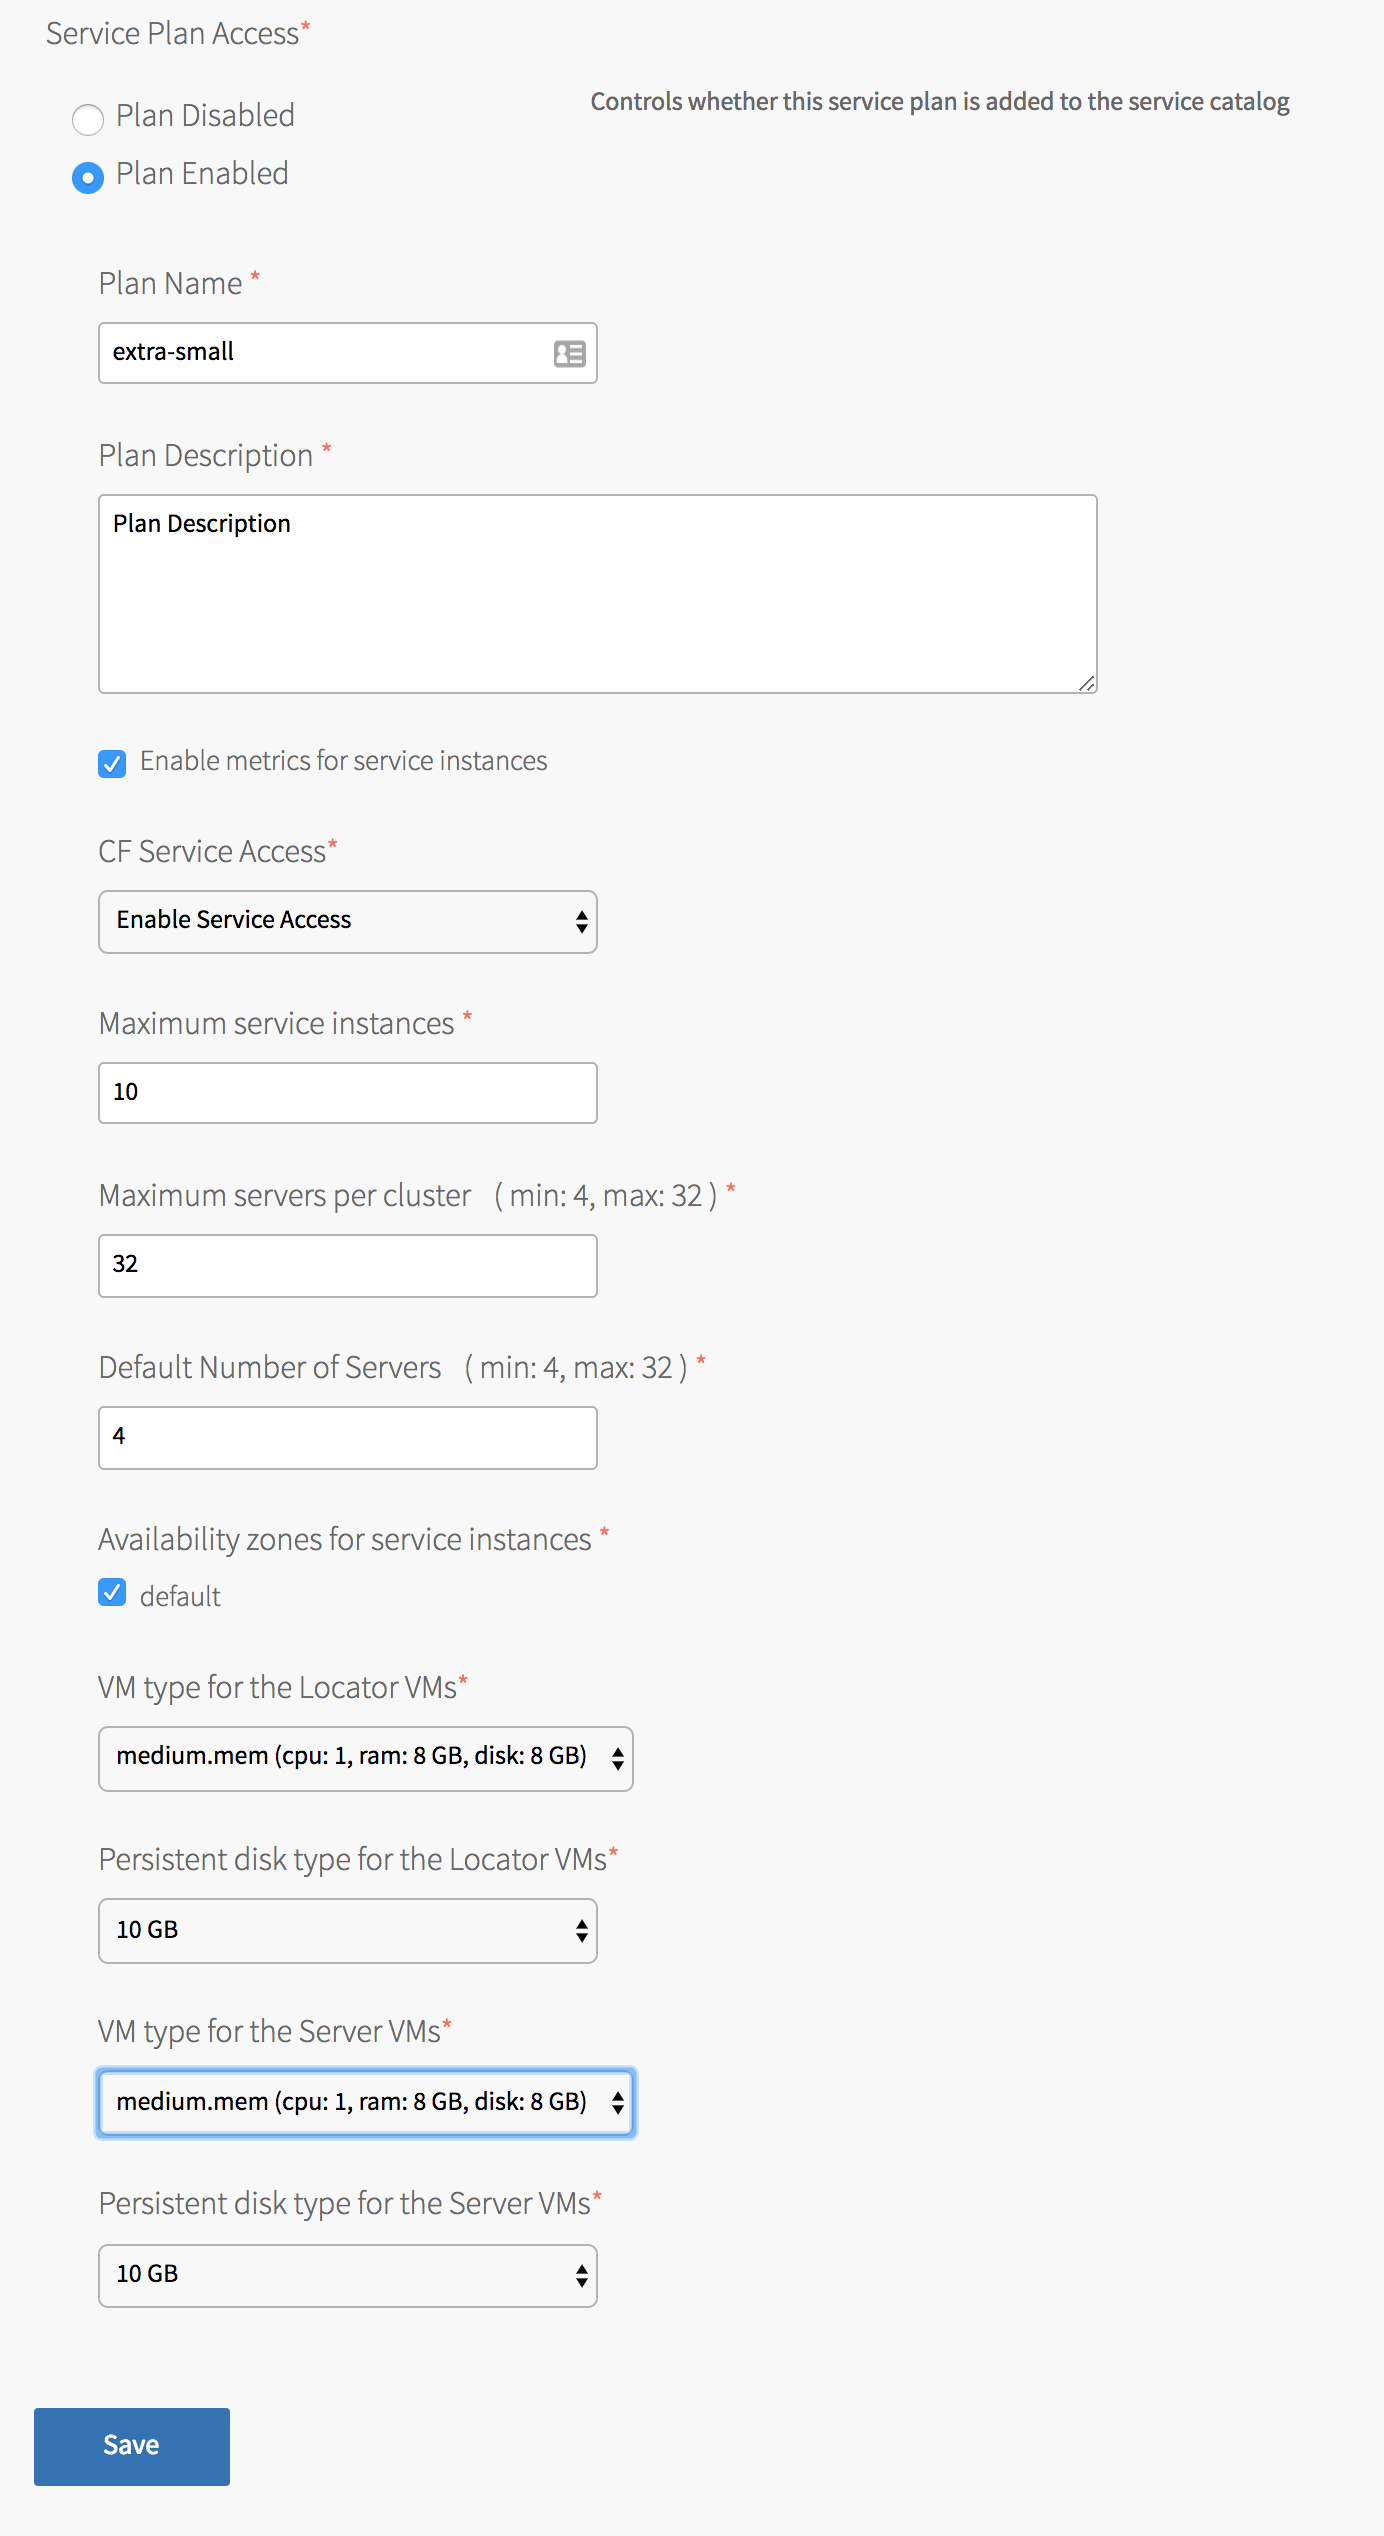 Service Plan Access*
Plan Disabled
Controls whether this service plan is added to the service catalog
Plan Enabled
Plan Name *
extra-small
Plan Description *
Plan Description
Enable metrics for service instances
CF Service Access*
Enable Service Access
Maximum service instances *
10
Maximum servers per cluster ( min: 4, max: 32 ) *
32
Default Number of Servers ( min: 4, max: 32 ) *
4
Availability zones for service instances *
default
VM type for the Locator VMs*
medium.mem (cpu: 1, ram: 8 GB, disk: 8 GB)
Persistent disk type for the Locator VMs*
10 GB
VM type for the Server VMs*
medium.mem (cpu: 1, ram: 8 GB, disk: 8 GB)
Persistent disk type for the Server VMs*
10 GB
Save